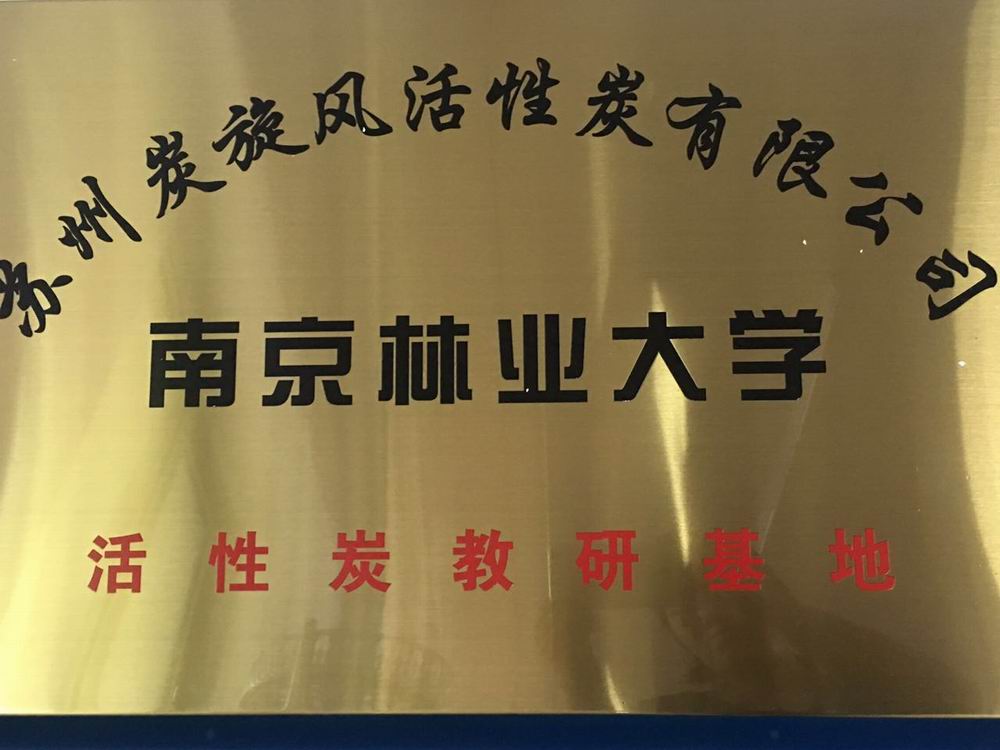 苏州炭旋风活性炭有限公司
南京林业大学
活性炭教研基地